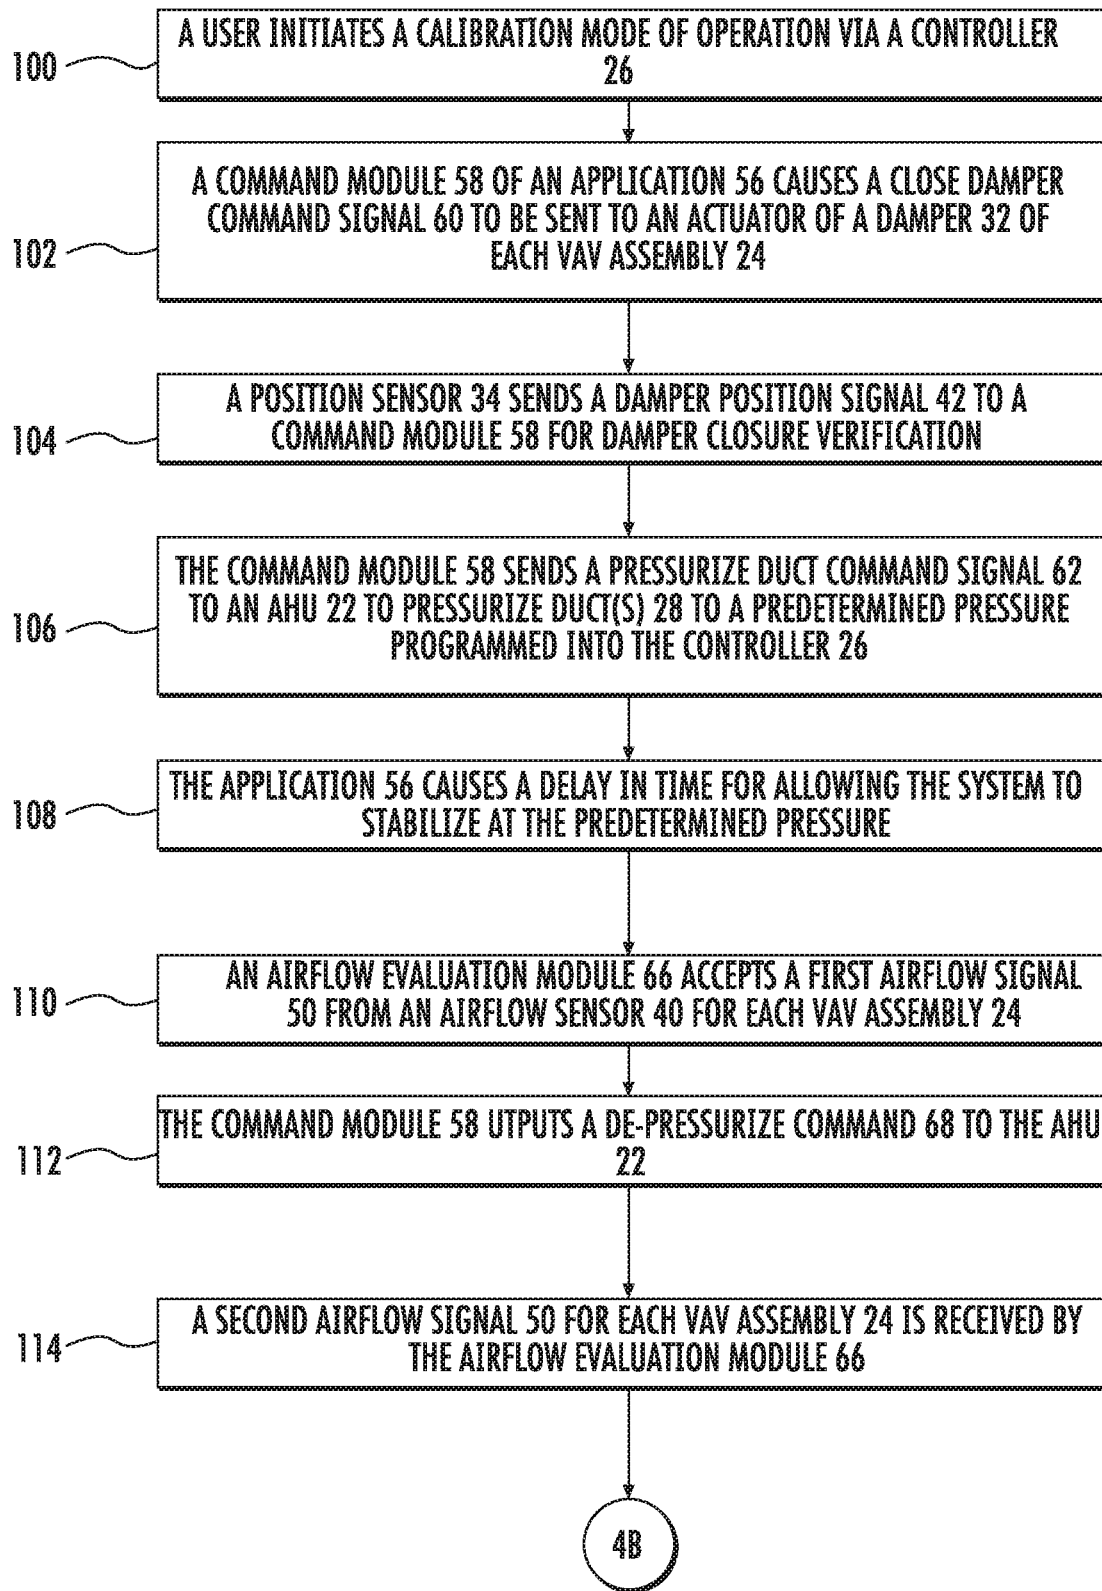 A USER INITIATES A CALIBRATION MODE OF OPERATION VIA A CONTROLLER
26
100
A COMMAND MODULE 58 OF AN APPLICATION 56 CAUSES A CLOSE DAMPER
COMMAND SIGNAL 60 TO BE SENT TO AN ACTUATOR OF A DAMPER 32 OF
EACH VAV ASSEMBLY 24
102
A POSITION SENSOR 34 SENDS A DAMPER POSITION SIGNAL 42 TO A
COMMAND MODULE 58 FOR DAMPER CLOSURE VERIFICATION
104
THE COMMAND MODULE 58 SENDS A PRESSURIZE DUCT COMMAND SIGNAL 62
TO AN AHU 22 TO PRESSURIZE DUCT(S) 28 TO A PREDETERMINED PRESSURE
PROGRAMMED INTO THE CONTROLLER 26
106
THE APPLICATION 56 CAUSES A DELAY IN TIME FOR ALLOWING THE SYSTEM TO
STABILIZE AT THE PREDETERMINED PRESSURE
108
AN AIRFLOW EVALUATION MODULE 66 ACCEPTS A FIRST AIRFLOW SIGNAL
50 FROM AN AIRFLOW SENSOR 40 FOR EACH VAV ASSEMBLY 24
110
THE COMMAND MODULE 58 UTPUTS A DE-PRESSURIZE COMMAND 68 TO THE AHU
22
112
A SECOND AIRFLOW SIGNAL 50 FOR EACH VAV ASSEMBLY 24 IS RECEIVED BY
THE AIRFLOW EVALUATION MODULE 66
114
4B